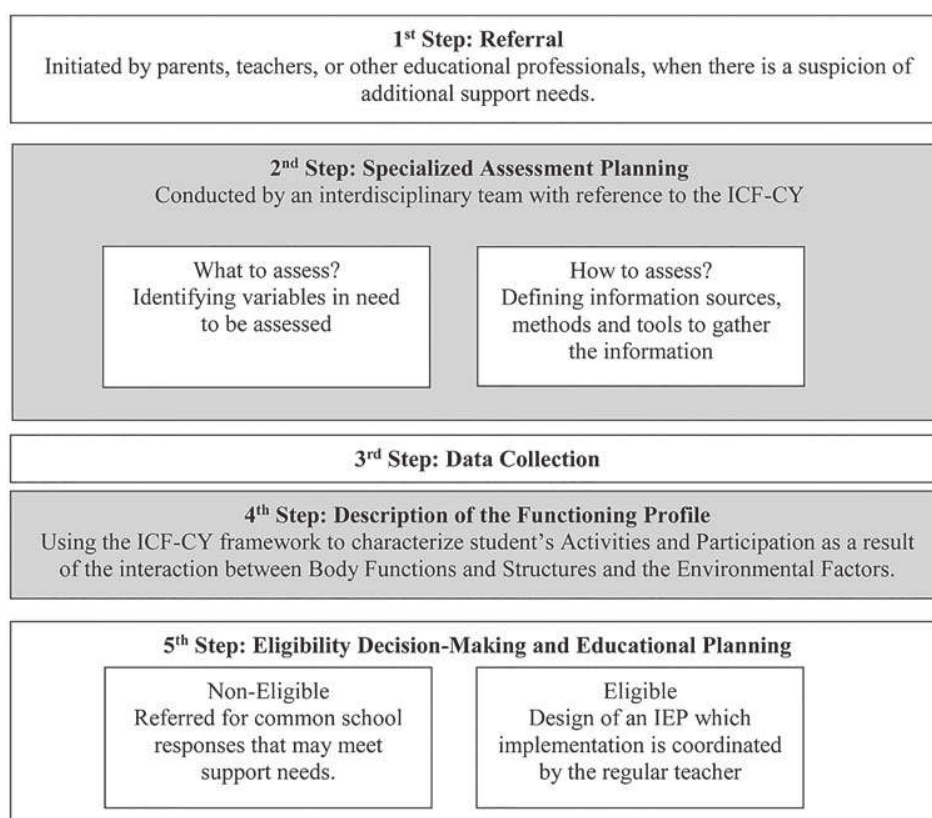 1st Step: Referral
Initiated by parents, teachers, or other educational professionals, when there is a suspicion of
additional support needs.
2nd Step: Specialized Assessment Planning
Conducted by an interdisciplinary team with reference to the ICF-CY
What to assess?
Identifying variables in need
to be assessed
How to assess?
Defining information sources,
methods and tools to gather
the information
3rd Step: Data Collection
4th Step: Description of the Functioning Profile
Using the ICF-CY framework to characterize student's Activities and Participation as a result
of the interaction between Body Functions and Structures and the Environmental Factors.
5th Step: Eligibility Decision-Making and Educational Planning
Non-Eligible
Referred for common school
responses that may meet
support needs.
Eligible
Design of an IEP which
implementation is coordinated
by the regular teacher